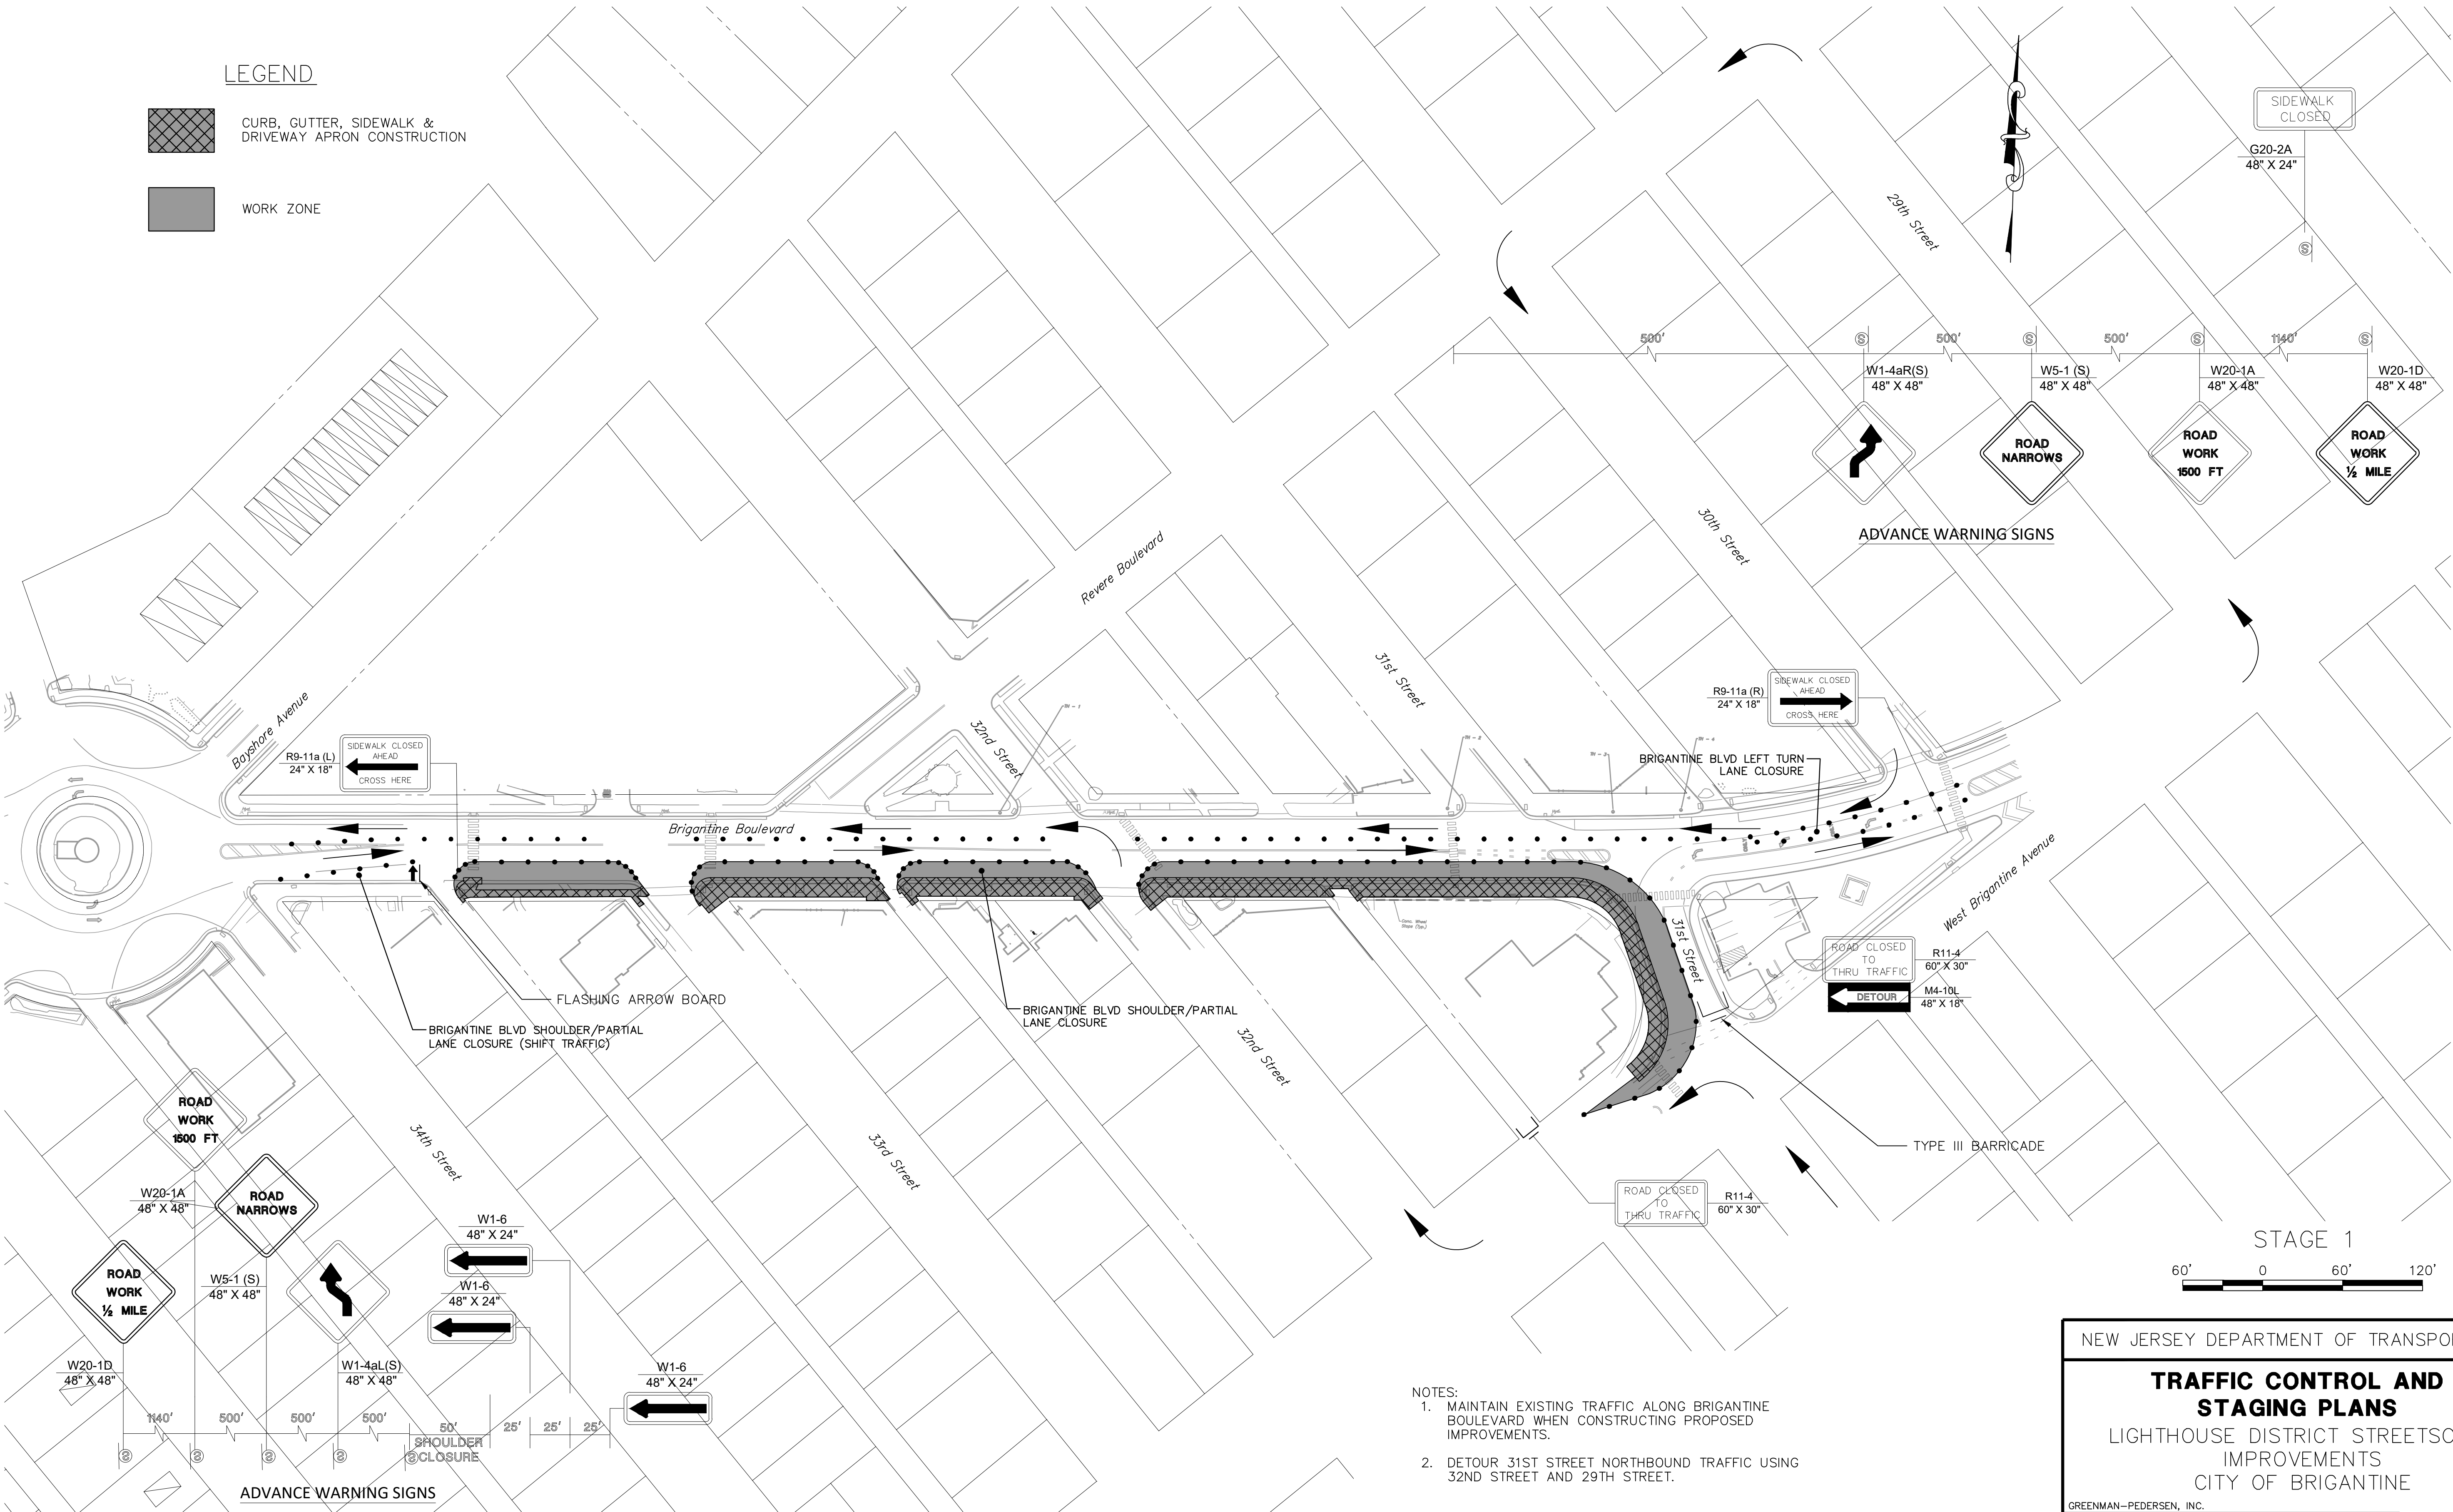 LEGEND
CURB, GUTTER, SIDEWALK &
DRIVEWAY APRON CONSTRUCTION
WORK ZONE
SIDEWALK
CLOSED
G20-2A
48" X 24"
S
29th Street
500'
S
500'
S
500'
S
1140'
S
W1-4aR(S)
48" X 48"
W5-1 (S)
48" X 48"
W20-1A
48" X 48"
W20-1D
48" X 48"
ROAD
NARROWS
ROAD
WORK
1500 FT
ROAD
WORK
½ MILE
ADVANCE WARNING SIGNS
30th Street
Revere Boulevard
31st Street
32nd Street
Bayshore Avenue
R9-11a (L)
24" X 18"
SIDEWALK CLOSED
AHEAD
CROSS HERE
R9-11a (R)
24" X 18"
SIDEWALK CLOSED
AHEAD
CROSS HERE
BRIGANTINE BLVD LEFT TURN
LANE CLOSURE
Brigantine Boulevard
West Brigantine Avenue
31st Street
Conc. Wheel
Stops (Typ.)
ROAD CLOSED
TO
THRU TRAFFIC
R11-4
60" X 30"
DETOUR
M4-10L
48" X 18"
FLASHING ARROW BOARD
BRIGANTINE BLVD SHOULDER/PARTIAL
LANE CLOSURE (SHIFT TRAFFIC)
BRIGANTINE BLVD SHOULDER/PARTIAL
LANE CLOSURE
32nd Street
33rd Street
34th Street
TYPE III BARRICADE
ROAD CLOSED
TO
THRU TRAFFIC
R11-4
60" X 30"
ROAD
WORK
1500 FT
W20-1A
48" X 48"
ROAD
NARROWS
W5-1 (S)
48" X 48"
ROAD
WORK
½ MILE
W20-1D
48" X 48"
W1-4aL(S)
48" X 48"
W1-6
48" X 24"
W1-6
48" X 24"
W1-6
48" X 24"
1140'
500'
500'
500'
50'
SHOULDER
CLOSURE
25'
25'
25'
S
S
S
S
S
ADVANCE WARNING SIGNS
NOTES:
1. MAINTAIN EXISTING TRAFFIC ALONG BRIGANTINE
BOULEVARD WHEN CONSTRUCTING PROPOSED
IMPROVEMENTS.
2. DETOUR 31ST STREET NORTHBOUND TRAFFIC USING
32ND STREET AND 29TH STREET.
STAGE 1
60' 0 60' 120'
NEW JERSEY DEPARTMENT OF TRANSPO
TRAFFIC CONTROL AND
STAGING PLANS
LIGHTHOUSE DISTRICT STREETSC
IMPROVEMENTS
CITY OF BRIGANTINE
GREENMAN-PEDERSEN, INC.